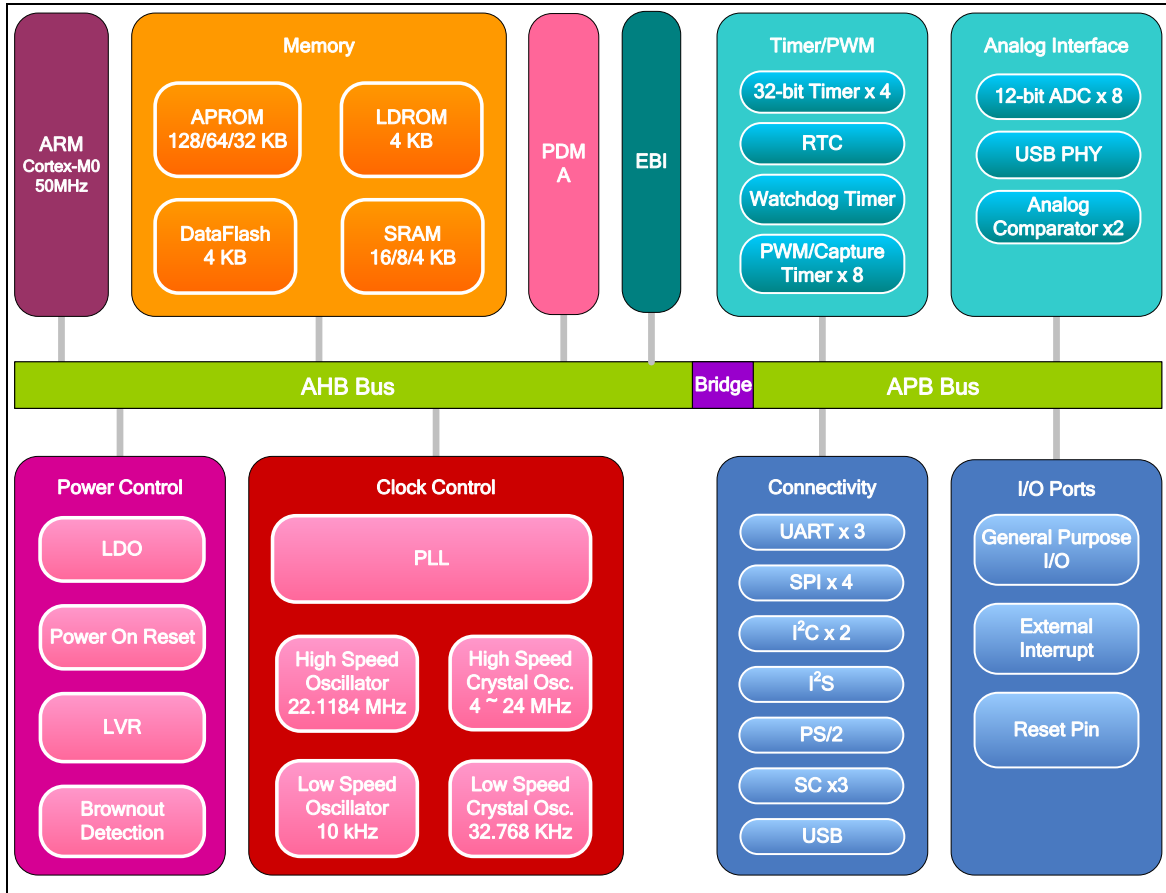 ARM
Cortex-M0
50MHz
Memory
APROM
128/64/32 KB
LDROM
4 KB
DataFlash
4 KB
SRAM
16/8/4 KB
PDM
A
EBI
Timer/PWM
32-bit Timer x 4
RTC
Watchdog Timer
PWM/Capture
Timer x 8
Analog Interface
12-bit ADC x 8
USB PHY
Analog
Comparator x2
AHB Bus
Bridge
APB Bus
Power Control
LDO
Power On Reset
LVR
Brownout
Detection
Clock Control
PLL
High Speed
Oscillator
22.1184 MHz
High Speed
Crystal Osc.
4 ~ 24 MHz
Low Speed
Oscillator
10 kHz
Low Speed
Crystal Osc.
32.768 KHz
Connectivity
UART x 3
SPI x 4
I²C x 2
I²S
PS/2
SC x3
USB
I/O Ports
General Purpose
I/O
External
Interrupt
Reset Pin